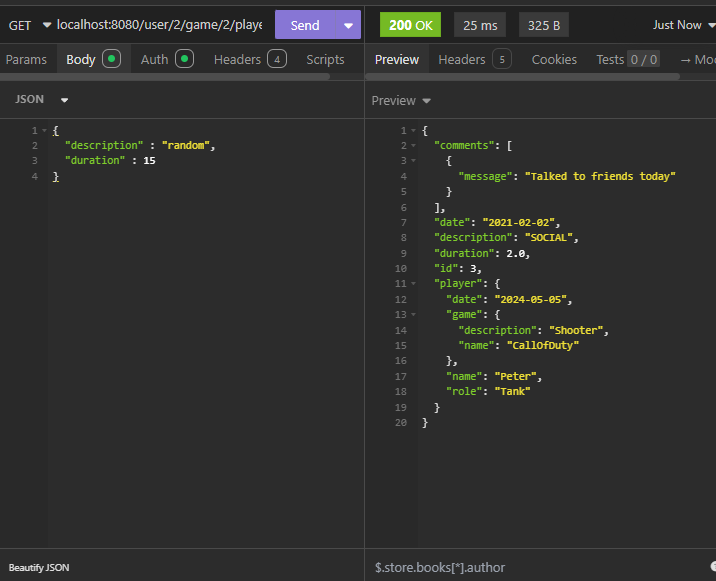 GET localhost:8080/user/2/game/2/playe Send 200 OK 25 ms 325 B Just Now
Params Body Auth Headers 4 Scripts Preview Headers 5 Cookies Tests 0 / 0 → Moc
JSON
Preview
1 {
2 "description" : "random",
3 "duration" : 15
4 }
1 {
2 "comments": [
3 {
4 "message": "Talked to friends today"
5 }
6 ],
7 "date": "2021-02-02",
8 "description": "SOCIAL",
9 "duration": 2.0,
10 "id": 3,
11 "player": {
12 "date": "2024-05-05",
13 "game": {
14 "description": "Shooter",
15 "name": "CallOfDuty"
16 },
17 "name": "Peter",
18 "role": "Tank"
19 }
20 }
Beautify JSON
$.store.books[*].author